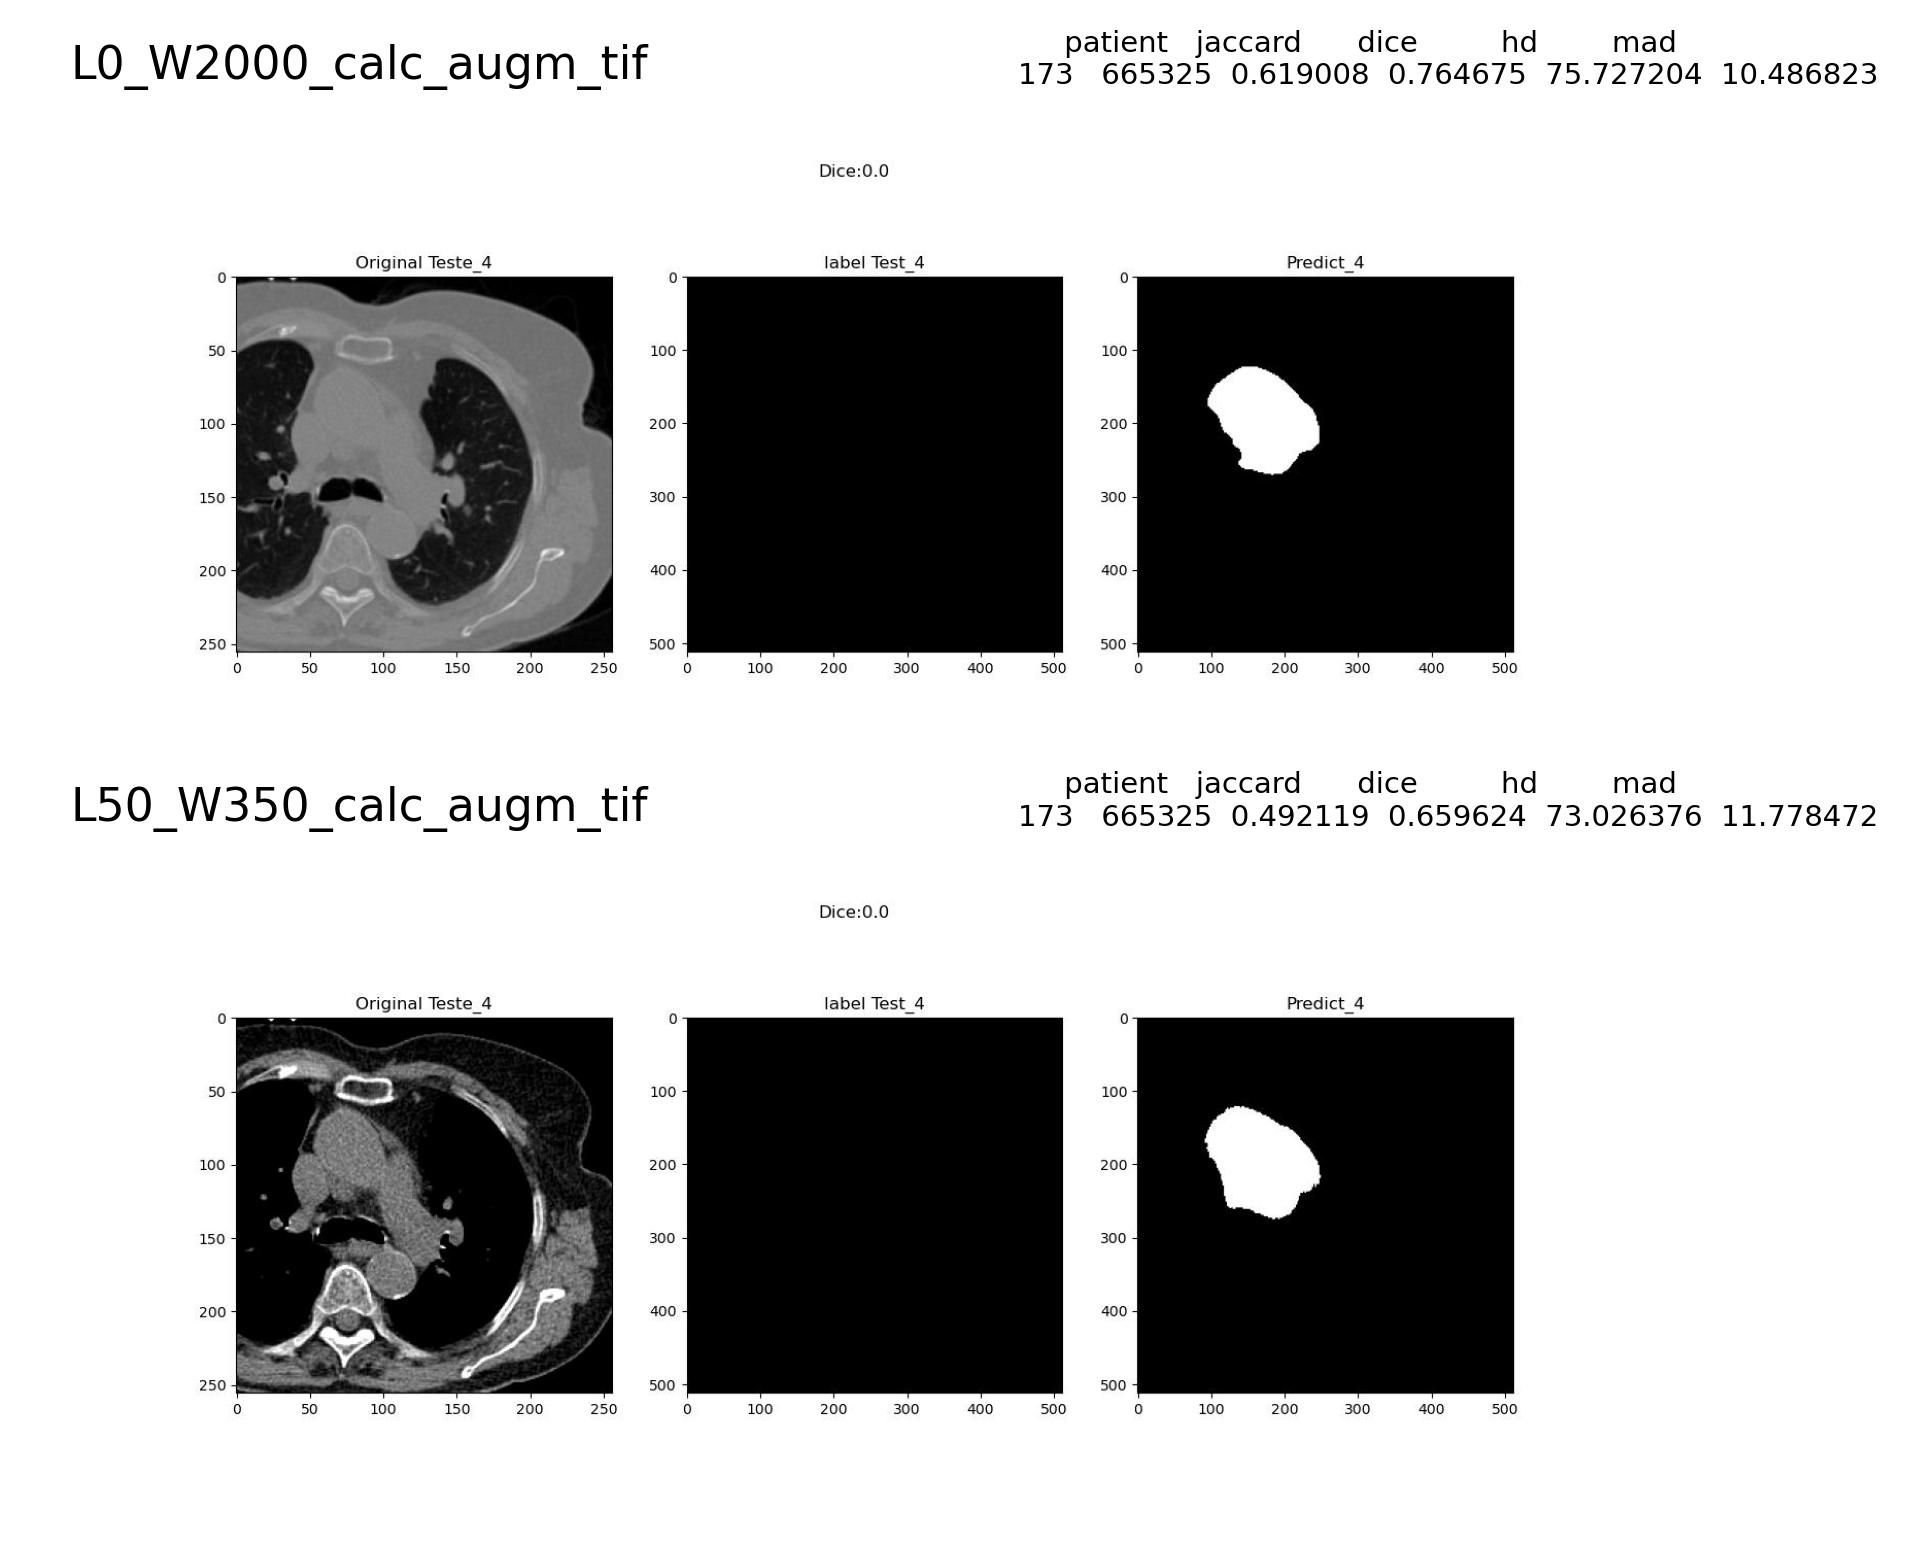 L0_W2000_calc_augm_tif
patient jaccard dice hd mad
173 665325 0.619008 0.764675 75.727204 10.486823
Dice:0.0
Original Teste_4
label Test_4
Predict_4
0
50
100
150
200
250
0 50 100 150 200 250
0
100
200
300
400
500
0 100 200 300 400 500
0
100
200
300
400
500
0 100 200 300 400 500
L50_W350_calc_augm_tif
patient jaccard dice hd mad
173 665325 0.492119 0.659624 73.026376 11.778472
Dice:0.0
Original Teste_4
label Test_4
Predict_4
0
50
100
150
200
250
0 50 100 150 200 250
0
100
200
300
400
500
0 100 200 300 400 500
0
100
200
300
400
500
0 100 200 300 400 500